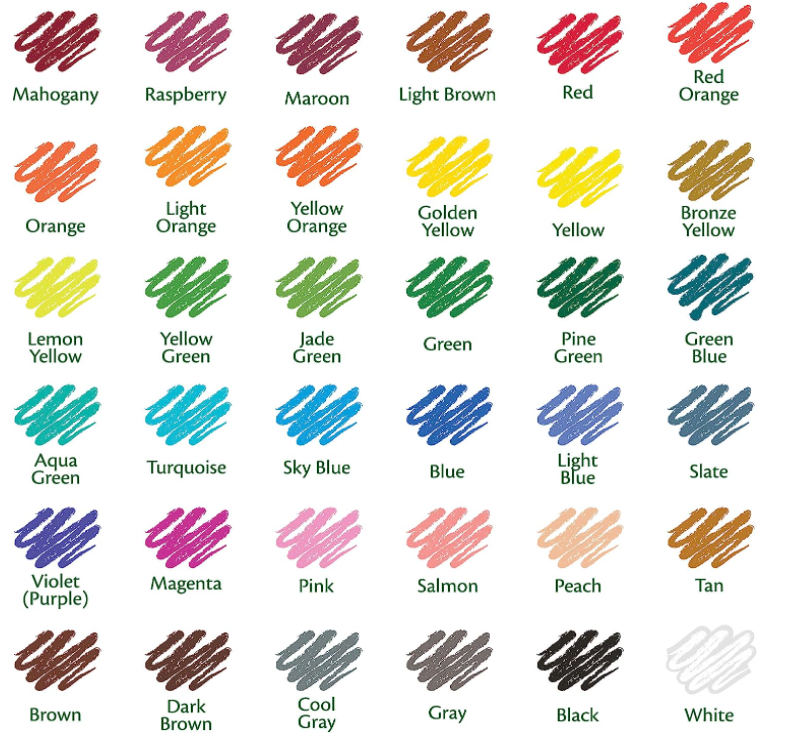 Mahogany
Raspberry
Maroon
Light Brown
Red
Red
Orange
Orange
Light
Orange
Yellow
Orange
Golden
Yellow
Yellow
Bronze
Yellow
Lemon
Yellow
Yellow
Green
Jade
Green
Green
Pine
Green
Green
Blue
Aqua
Green
Turquoise
Sky Blue
Blue
Light
Blue
Slate
Violet
(Purple)
Magenta
Pink
Salmon
Peach
Tan
Brown
Dark
Brown
Cool
Gray
Gray
Black
White